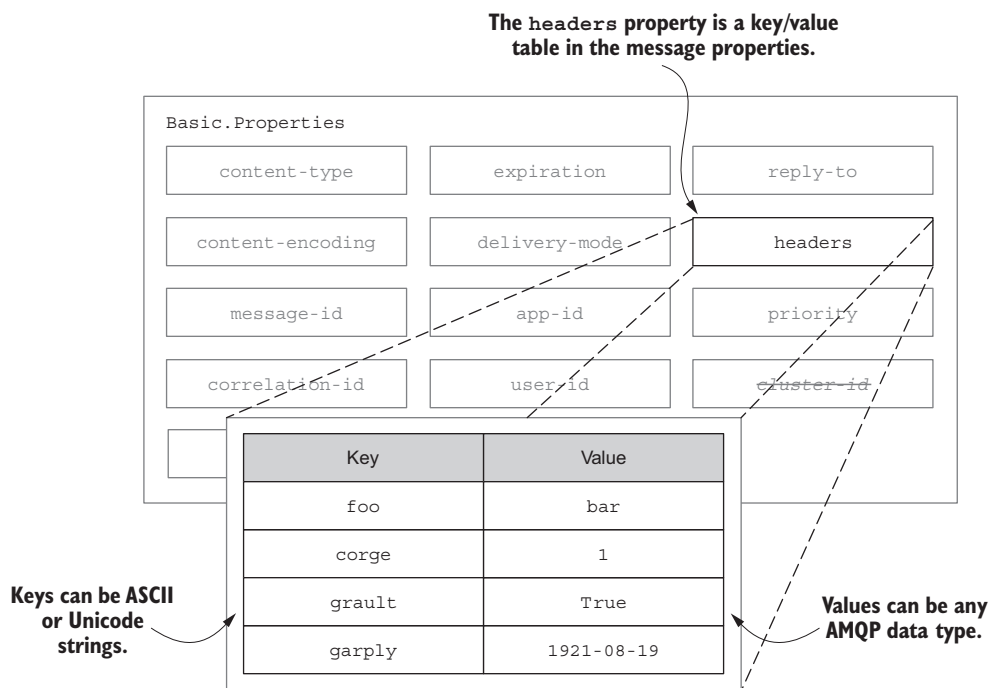 The headers property is a key/value
table in the message properties.
Basic.Properties
content-type
expiration
reply-to
content-encoding
delivery-mode
headers
message-id
app-id
priority
correlation-id
user-id
cluster-id
Key
Value
foo
bar
corge
1
grault
True
garply
1921-08-19
Keys can be ASCII
or Unicode
strings.
Values can be any
AMQP data type.